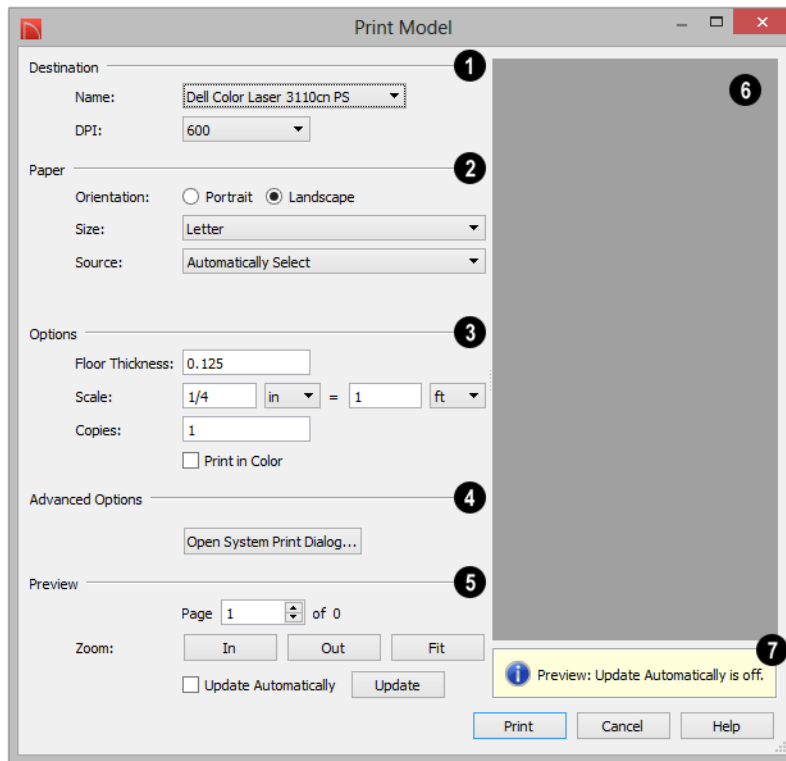 Print Model
Destination 1
Name: Dell Color Laser 3110cn PS
DPI: 600
Paper 2
Orientation: Portrait Landscape
Size: Letter
Source: Automatically Select
Options 3
Floor Thickness: 0.125
Scale: 1/4 in = 1 ft
Copies: 1
Print in Color
Advanced Options 4
Open System Print Dialog...
Preview 5
Page 1 of 0
Zoom: In Out Fit
Update Automatically Update
6
7
Preview: Update Automatically is off.
Print Cancel Help